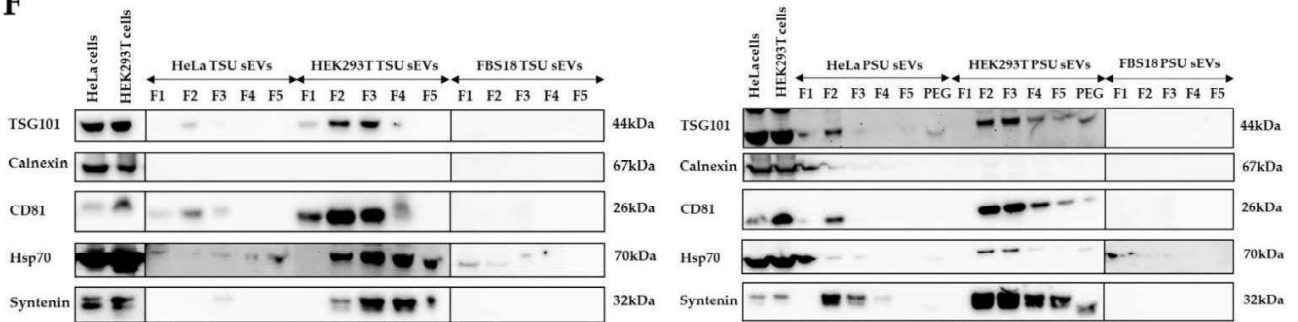 F
HeLa cells
HEK293T cells
HeLa TSU sEVs
HEK293T TSU sEVs
FBS18 TSU sEVs
F1 F2 F3 F4 F5 F1 F2 F3 F4 F5 F1 F2 F3 F4 F5
TSG101 44kDa
Calnexin 67kDa
CD81 26kDa
Hsp70 70kDa
Syntenin 32kDa
HeLa cells
HEK293T cells
HeLa PSU sEVs
HEK293T PSU sEVs
FBS18 PSU sEVs
F1 F2 F3 F4 F5 PEG F1 F2 F3 F4 F5 PEG F1 F2 F3 F4 F5
TSG101 44kDa
Calnexin 67kDa
CD81 26kDa
Hsp70 70kDa
Syntenin 32kDa